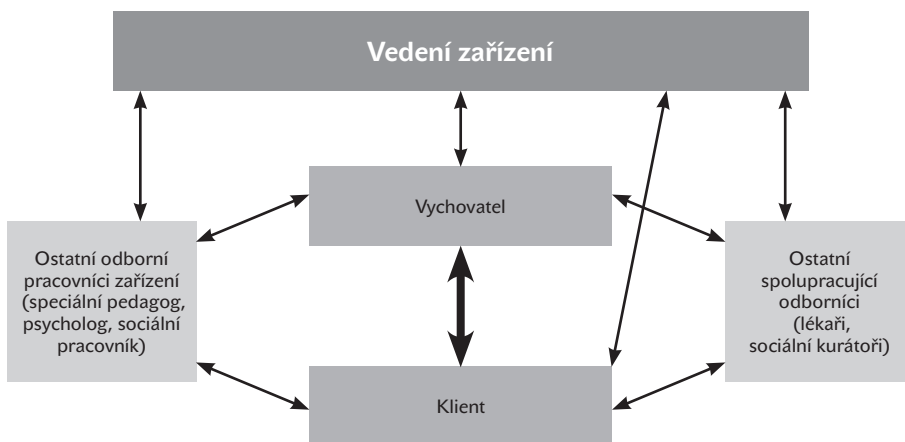 Vedení zařízení
Vychovatel
Ostatní odborní
pracovníci zařízení
(speciální pedagog,
psycholog, sociální
pracovník)
Ostatní
spolupracující
odborníci
(lékaři,
sociální kurátoři)
Klient